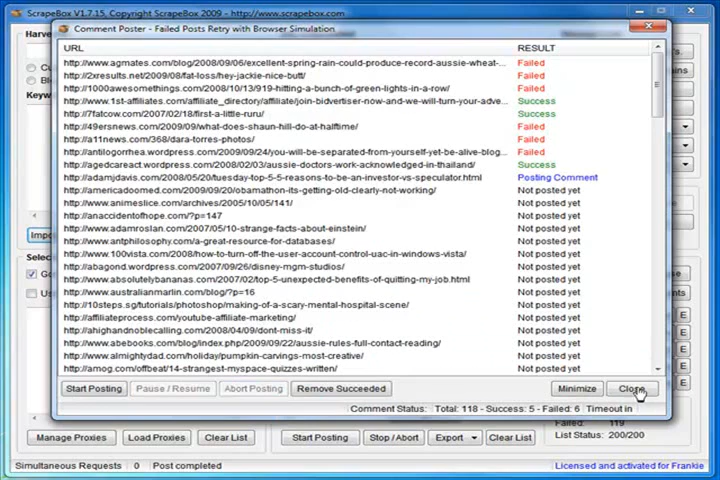 ScrapeBox V1.7.15, Copyright ScrapeBox 2009 - http://www.scrapebox.com
Comment Poster - Failed Posts Retry with Browser Simulation
URL RESULT
http://www.agmates.com/blog/2008/09/06/excellent-spring-rain-could-produce-record-aussie-wheat-... Failed
http://2xresults.net/2009/08/fat-loss/hey-jackie-nice-butt/ Failed
http://1000awesomethings.com/2008/10/13/919-hitting-a-bunch-of-green-lights-in-a-row/ Failed
http://www.1st-affiliates.com/affiliate_directory/affiliate/join-bidvertiser-now-and-we-will-turn-your-adve... Success
http://7fatcow.com/2007/02/18/first-a-little-ruru/ Success
http://49ersnews.com/2009/09/what-does-shaun-hill-do-at-halftime/ Failed
http://a11news.com/368/dara-torres-photos/ Failed
http://antilogorrhea.wordpress.com/2009/09/24/you-will-be-separated-from-yourself-yet-be-alive-blog... Failed
http://agedcareact.wordpress.com/2008/02/03/aussie-doctors-work-acknowledged-in-thailand/ Success
http://adamjdavis.com/2008/05/20/tuesday-top-5-5-reasons-to-be-an-investor-vs-speculator.html Posting Comment
http://americadoomed.com/2009/09/20/obamathon-its-getting-old-clearly-not-working/ Not posted yet
http://www.animeslice.com/archives/2005/10/05/141/ Not posted yet
http://anaccidentofhope.com/?p=147 Not posted yet
http://www.adamroslan.com/2007/05/10-strange-facts-about-einstein/ Not posted yet
http://www.antphilosophy.com/a-great-resource-for-databases/ Not posted yet
http://www.100vista.com/2008/how-to-turn-off-the-user-account-control-uac-in-windows-vista/ Not posted yet
http://abagond.wordpress.com/2007/09/26/disney-mgm-studios/ Not posted yet
http://www.absolutelybananas.com/2007/02/top-5-unexpected-benefits-of-quitting-my-job.html Not posted yet
http://www.australianmarlin.com/blog/?p=16 Not posted yet
http://10steps.sg/tutorials/photoshop/making-of-a-scary-mental-hospital-scene/ Not posted yet
http://affiliateprocess.com/youtube-affiliate-marketing/ Not posted yet
http://ahighandnoblecalling.com/2008/04/09/dont-miss-it/ Not posted yet
http://www.abebooks.com/blog/index.php/2009/09/22/aussie-rules-full-contact-reading/ Not posted yet
http://www.almightydad.com/holiday/pumpkin-carvings-most-creative/ Not posted yet
http://amog.com/offbeat/14-strangest-myspace-quizzes-written/ Not posted yet
Start Posting Pause / Resume Abort Posting Remove Succeeded Minimize Close
Comment Status: Total: 118 - Success: 5 - Failed: 6 Timeout in
Failed: 119
Manage Proxies Load Proxies Clear List Start Posting Stop / Abort Export Clear List List Status: 200/200
Simultaneous Requests 0 Post completed Licensed and activated for Frankie